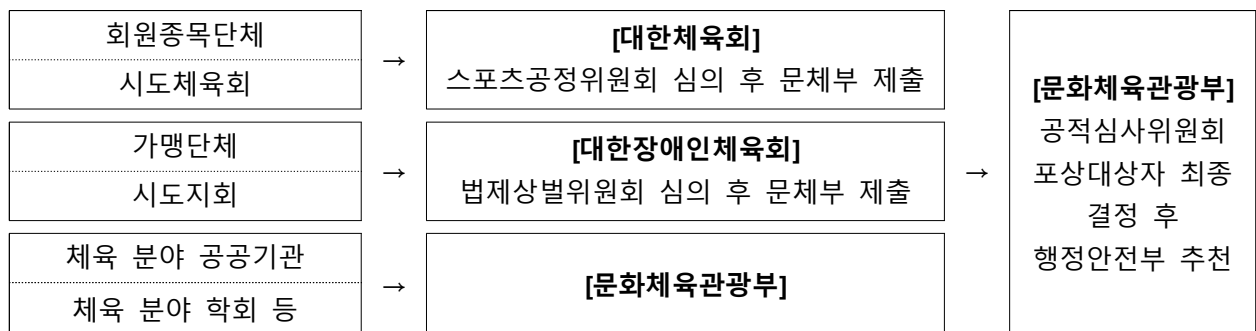 회원종목단체
시도체육회
→
[대한체육회]
스포츠공정위원회 심의 후 문체부 제출
가맹단체
시도지회
→
[대한장애인체육회]
법제상벌위원회 심의 후 문체부 제출
체육 분야 공공기관
체육 분야 학회 등
→
[문화체육관광부]
→
[문화체육관광부]
공적심사위원회
포상대상자 최종
결정 후
행정안전부 추천